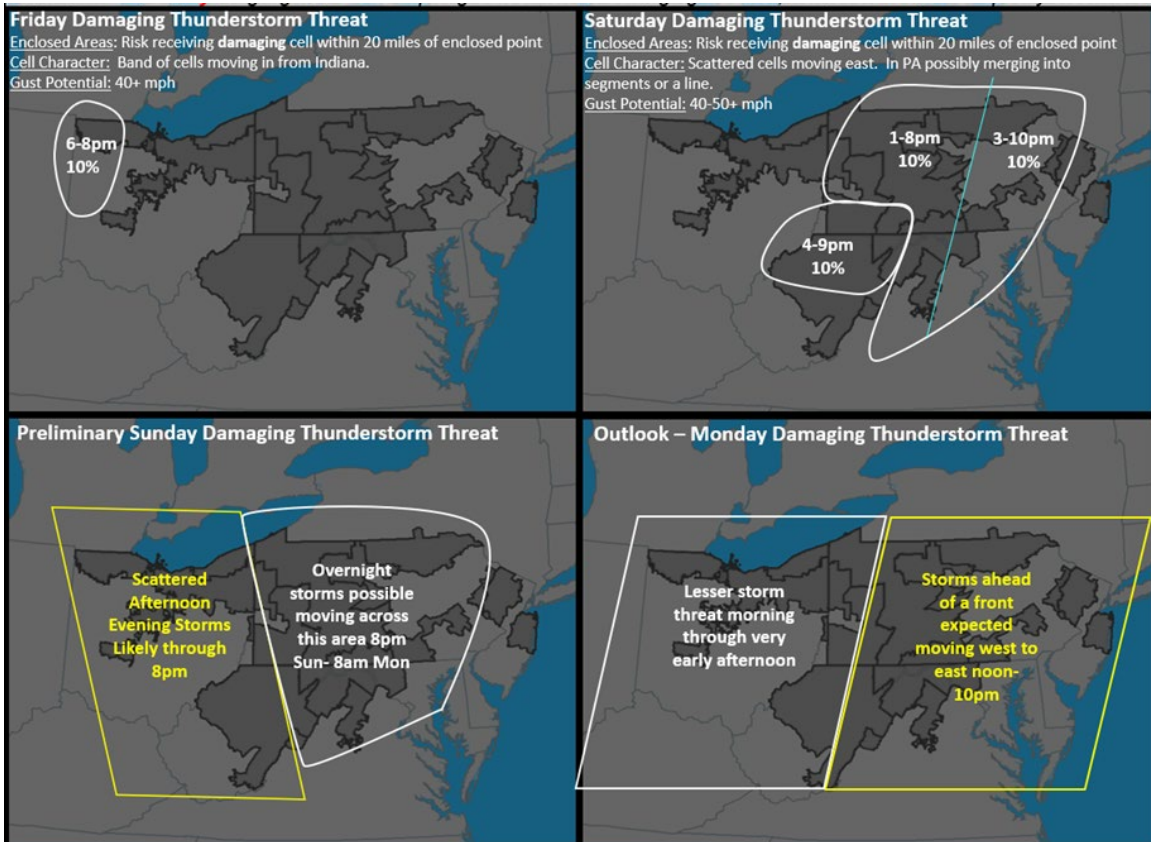 Friday Damaging Thunderstorm Threat
Enclosed Areas: Risk receiving damaging cell within 20 miles of enclosed point
Cell Character: Band of cells moving in from Indiana.
Gust Potential: 40+ mph
6-8pm
10%
Saturday Damaging Thunderstorm Threat
Enclosed Areas: Risk receiving damaging cell within 20 miles of enclosed point
Cell Character: Scattered cells moving east. In PA possibly merging into
segments or a line.
Gust Potential: 40-50+ mph
1-8pm
10%
3-10pm
10%
4-9pm
10%
Preliminary Sunday Damaging Thunderstorm Threat
Scattered
Afternoon
Evening Storms
Likely through
8pm
Overnight
storms possible
moving across
this area 8pm
Sun- 8am Mon
Outlook – Monday Damaging Thunderstorm Threat
Lesser storm
threat morning
through very
early afternoon
Storms ahead
of a front
expected
moving west to
east noon-
10pm